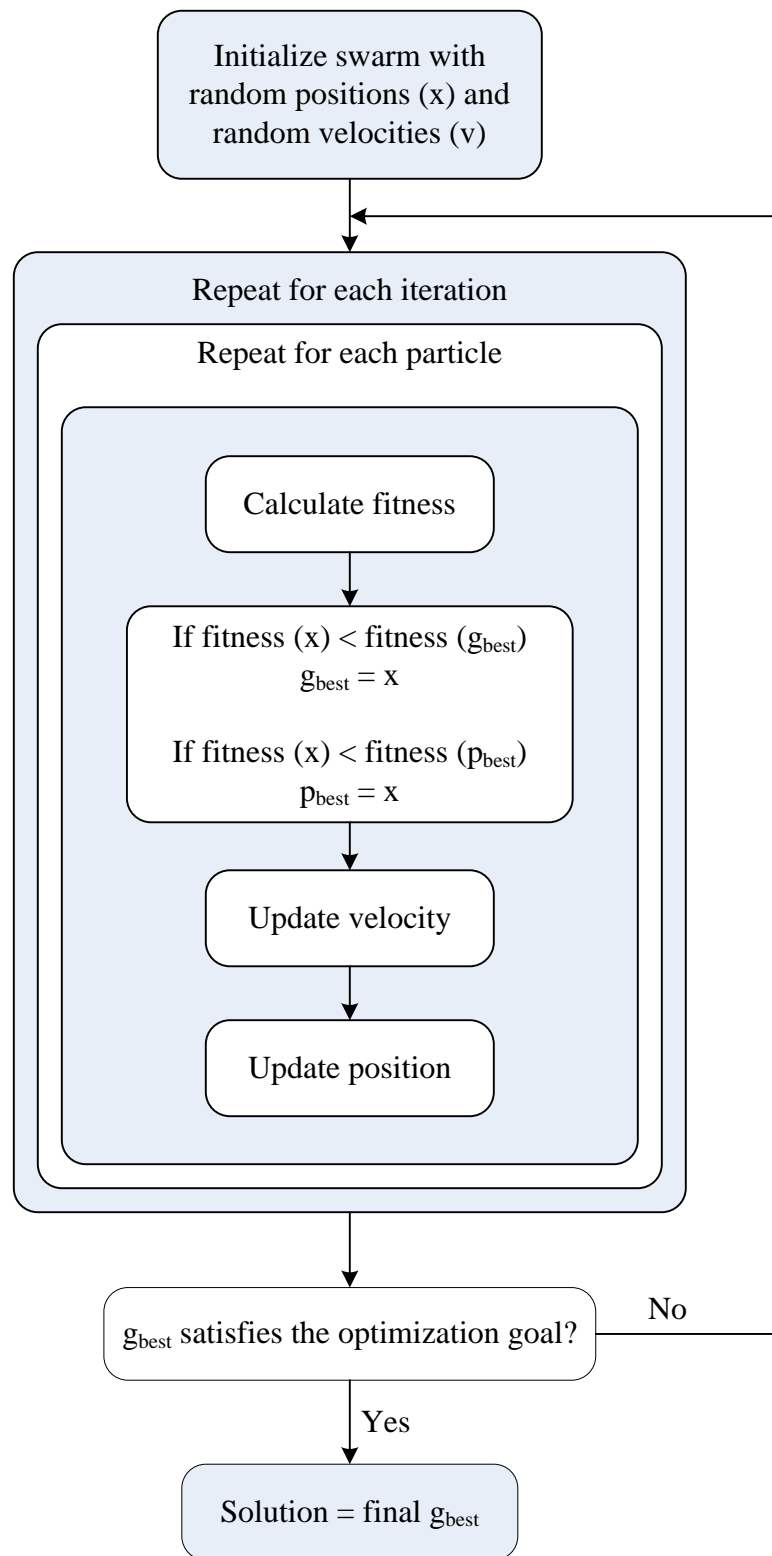 Initialize swarm with
random positions (x) and
random velocities (v)
Repeat for each iteration
Repeat for each particle
Calculate fitness
If fitness (x) < fitness (gbest)
gbest = x
If fitness (x) < fitness (pbest)
pbest = x
Update velocity
Update position
gbest satisfies the optimization goal?
No
Yes
Solution = final gbest